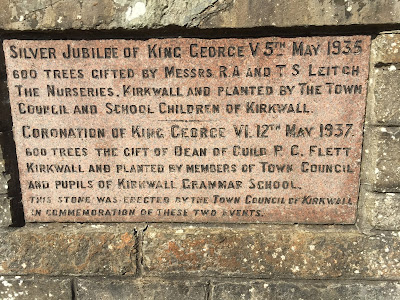 SILVER JUBILEE OF KING GEORGE V 5TH MAY 1935
600 TREES GIFTED BY MESSRS R A AND T S LEITCH
THE NURSERIES, KIRKWALL AND PLANTED BY THE TOWN
COUNCIL AND SCHOOL CHILDREN OF KIRKWALL.
CORONATION OF KING GEORGE VI. 12TH MAY 1937.
600 TREES THE GIFT OF DEAN OF GUILD P. C. FLETT
KIRKWALL AND PLANTED BY MEMBERS OF TOWN COUNCIL
AND PUPILS OF KIRKWALL GRAMMAR SCHOOL.
THIS STONE WAS ERECTED BY THE TOWN COUNCIL OF KIRKWALL
IN COMMEMORATION OF THESE TWO EVENTS.